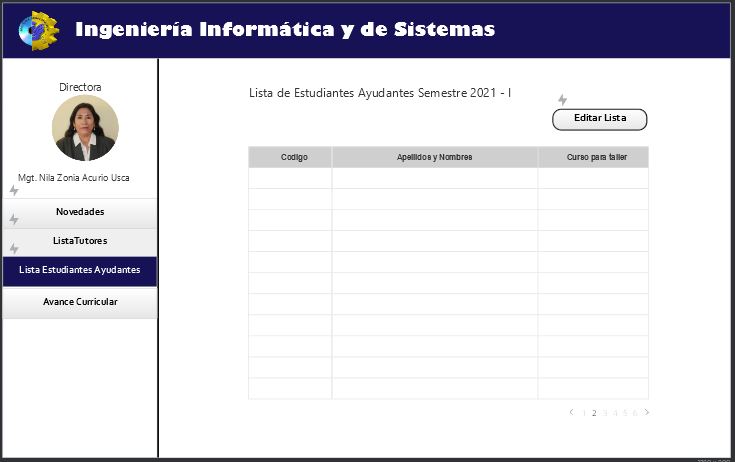 Ingeniería Informática y de Sistemas
Directora
Mgt. Nila Zonia Acurio Usca
Novedades
ListaTutores
Lista Estudiantes Ayudantes
Avance Curricular
Lista de Estudiantes Ayudantes Semestre 2021 - I
Editar Lista
Codigo Apellidos y Nombres Curso para taller
< 1 2 3 4 5 6 >